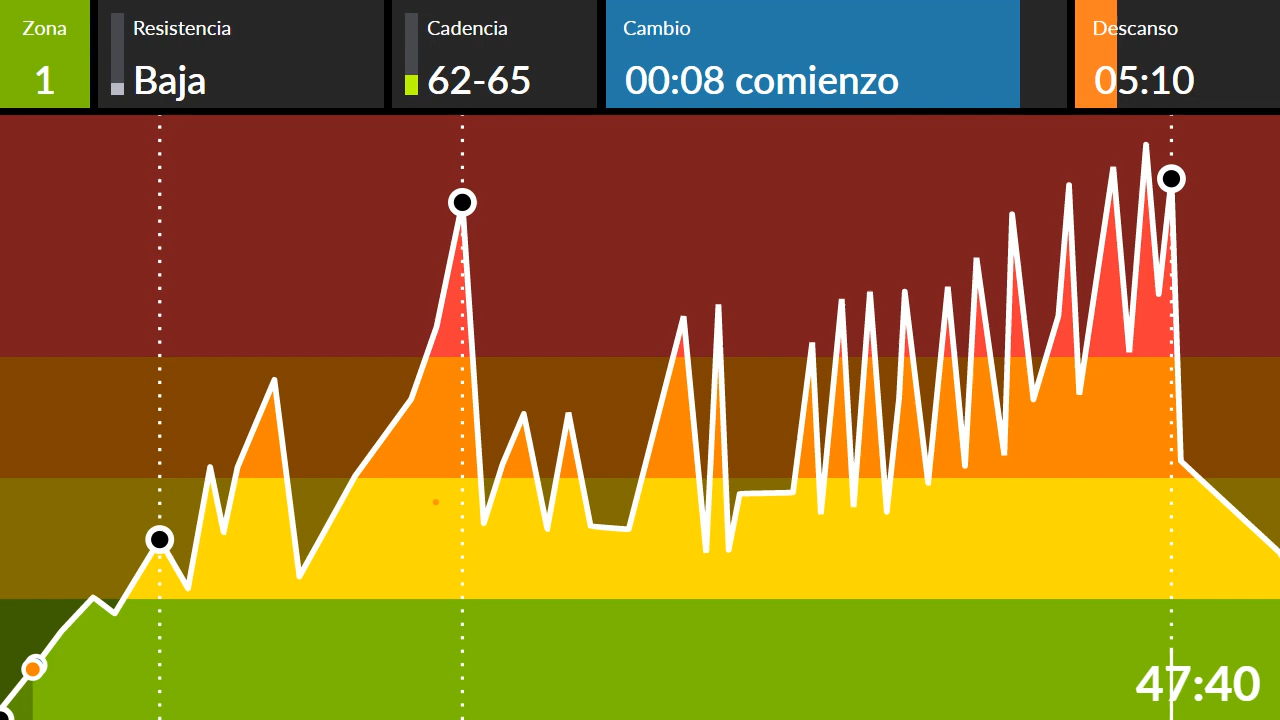 Zona
1
Resistencia
Baja
Cadencia
62-65
Cambio
00:08 comienzo
Descanso
05:10
47:40